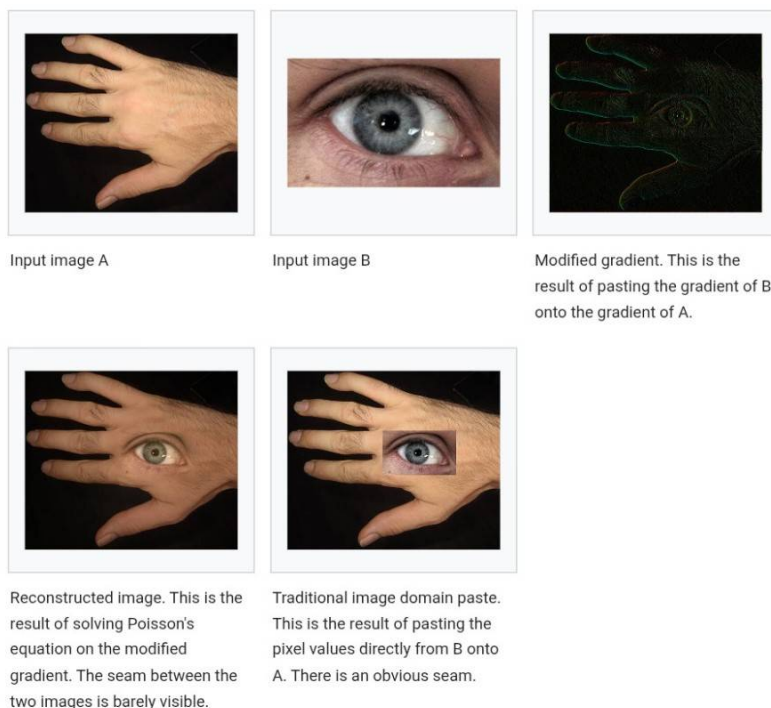 Input image A
Input image B
Modified gradient. This is the
result of pasting the gradient of B
onto the gradient of A.
Reconstructed image. This is the
result of solving Poisson's
equation on the modified
gradient. The seam between the
two images is barely visible.
Traditional image domain paste.
This is the result of pasting the
pixel values directly from B onto
A. There is an obvious seam.